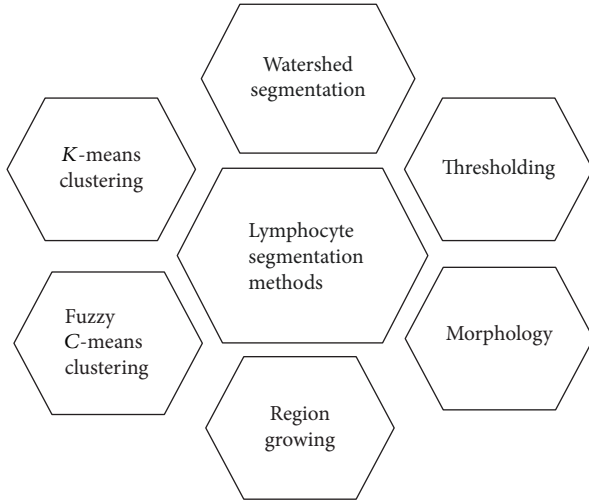 Watershed
segmentation
K-means
clustering
Thresholding
Lymphocyte
segmentation
methods
Fuzzy
C-means
clustering
Morphology
Region
growing